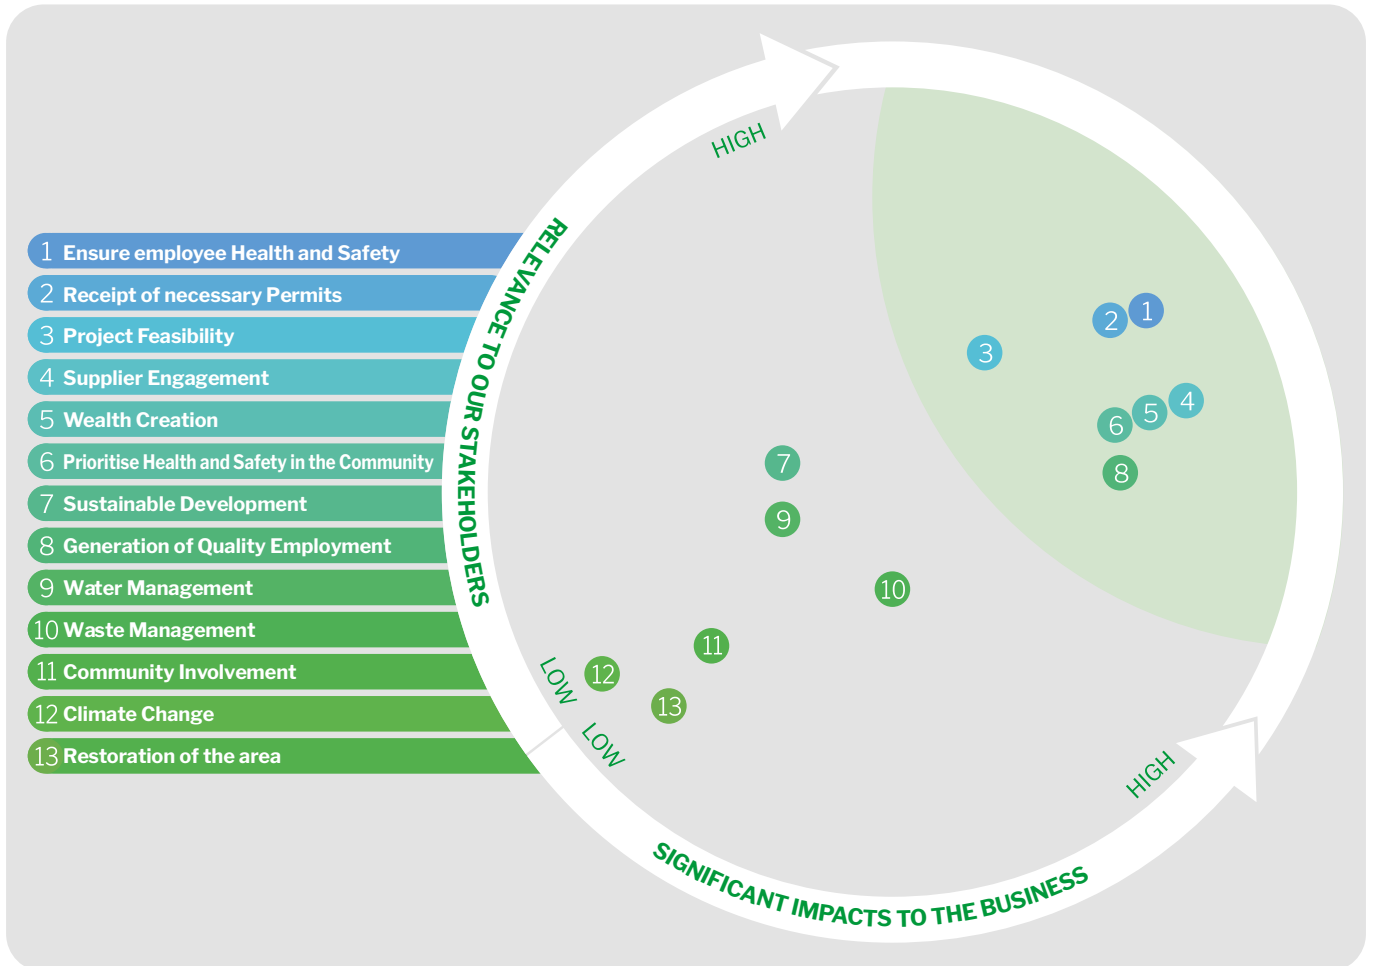 1 Ensure employee Health and Safety
2 Receipt of necessary Permits
3 Project Feasibility
4 Supplier Engagement
5 Wealth Creation
6 Prioritise Health and Safety in the Community
7 Sustainable Development
8 Generation of Quality Employment
9 Water Management
10 Waste Management
11 Community Involvement
12 Climate Change
13 Restoration of the area
RELEVANCE TO OUR STAKEHOLDERS
HIGH
LOW
LOW
HIGH
SIGNIFICANT IMPACTS TO THE BUSINESS
1
2
3
4
5
6
7
8
9
10
11
12
13